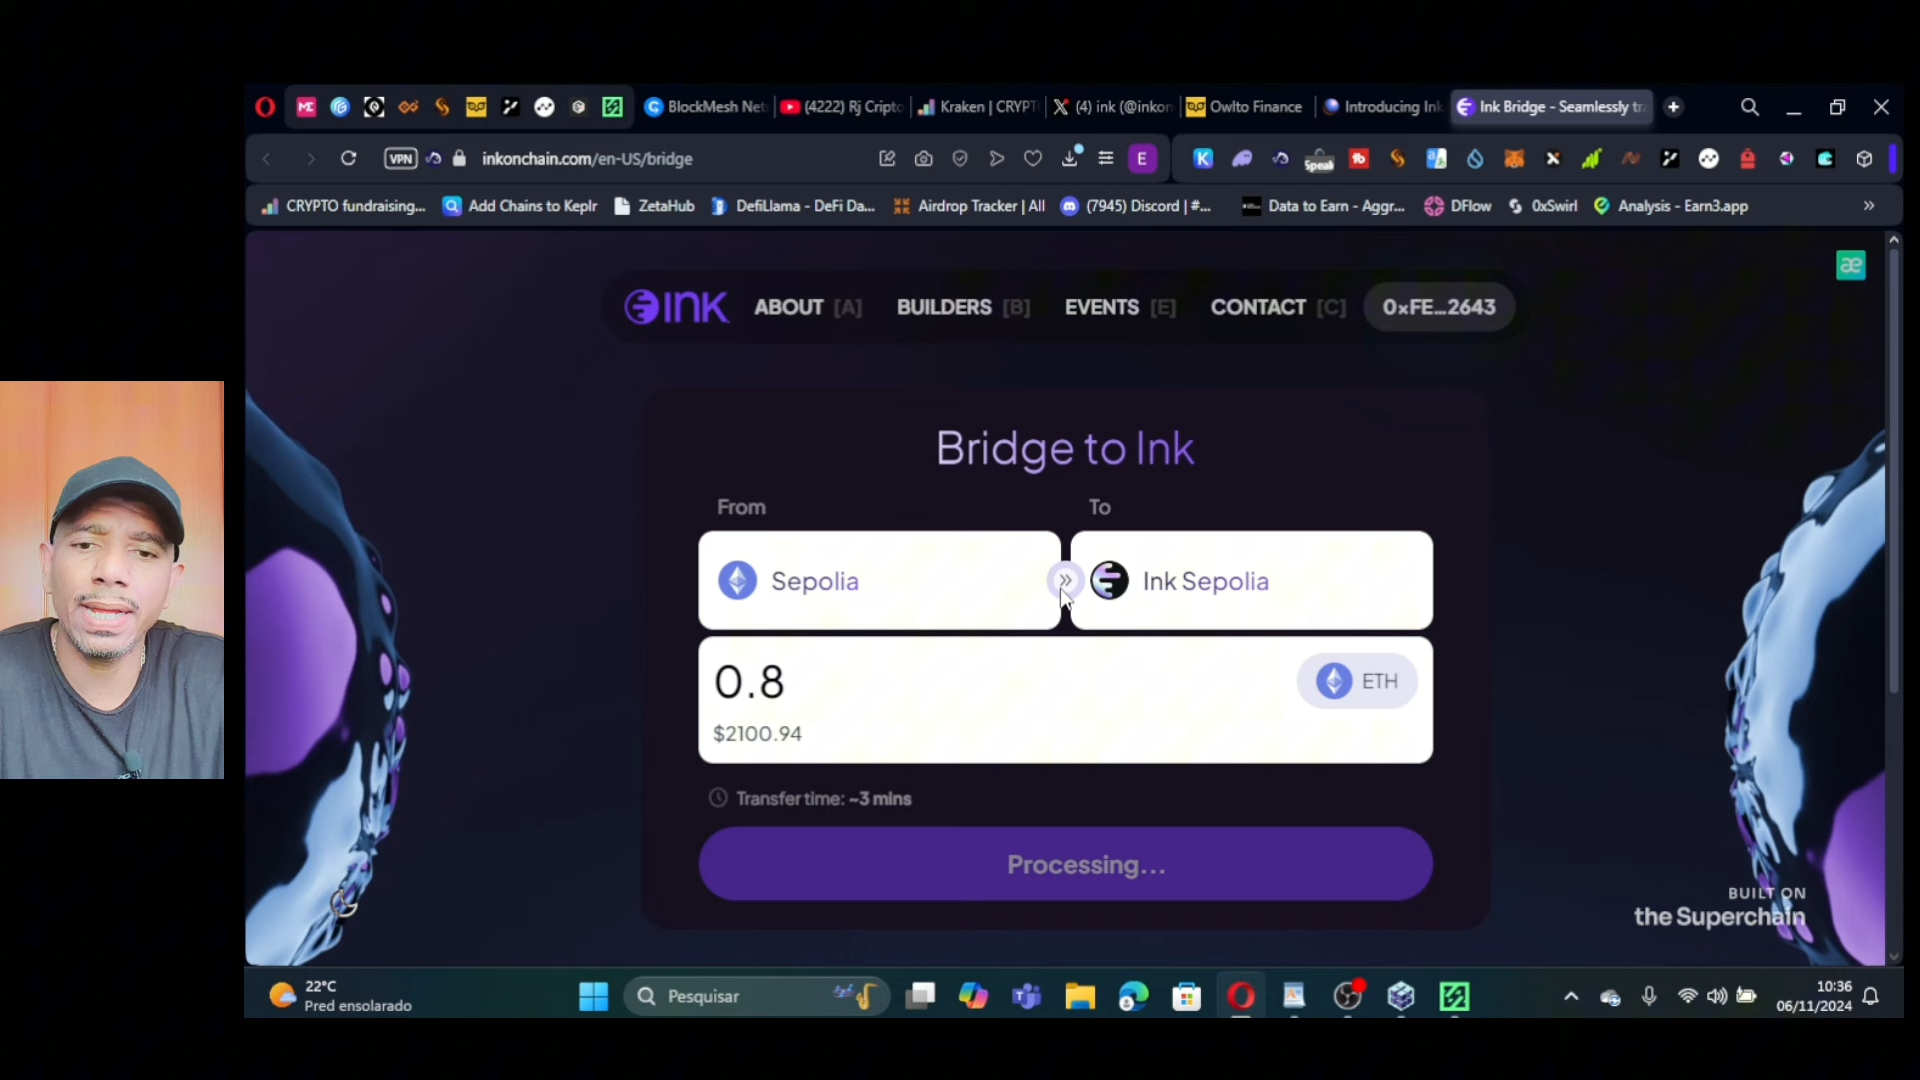 BlockMesh Net
(4222) Rj Cripto
Kraken | CRYPT
(4) ink (@inkon
Owlto Finance
Introducing Ink
Ink Bridge - Seamlessly tra
VPN
inkonchain.com/en-US/bridge
E
Speak
CRYPTO fundraising...
Add Chains to Keplr
ZetaHub
DefiLlama - DeFi Da...
Airdrop Tracker | All
(7945) Discord | #...
Data to Earn - Aggr...
DFlow
0xSwirl
Analysis - Earn3.app
æ
INK
ABOUT [A]
BUILDERS [B]
EVENTS [E]
CONTACT [C]
0xFE...2643
Bridge to Ink
From
To
Sepolia
Ink Sepolia
0.8
ETH
$2100.94
Transfer time: ~3 mins
Processing...
BUILT ON
the Superchain
22°C
Pred ensolarado
Pesquisar
10:36
06/11/2024